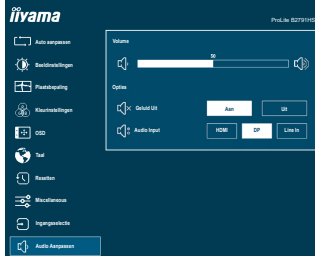 iiyama
ProLite B2791HS
Auto aanpassen
Beeldinstellingen
Plaatsbepaling
Kleurinstellingen
OSD
Taal
Resetten
Miscellaneous
Ingangsselectie
Audio Aanpassen
Volume
50
Opties
Geluid Uit
Aan
Uit
Audio Input
HDMI
DP
Line In